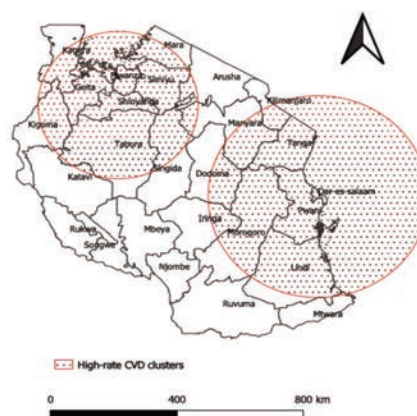 Mara
Kagera
Mwanza
Simiyu
Arusha
Geita
Shinyanga
Kilimanjaro
Kigoma
Manyara
Tanga
Tabora
Singida
Dodoma
Katavi
Dar-es-salaam
Pwani
Iringa
Rukwa
Mbeya
Morogoro
Songwe
Lindi
Njombe
Ruvuma
Mtwara
High-rate CVD clusters
0 400 800 km